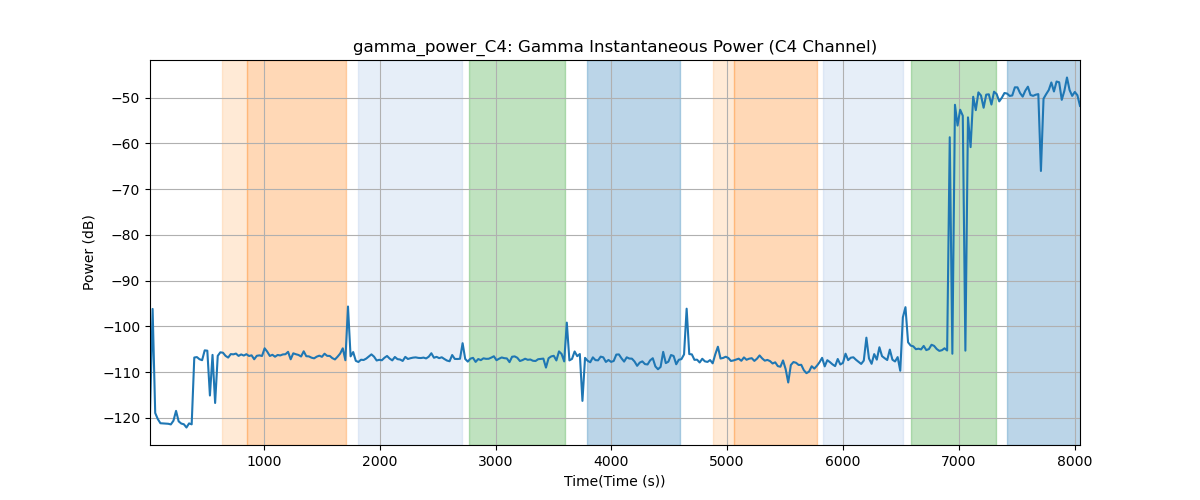 gamma_power_C4: Gamma Instantaneous Power (C4 Channel)
Power (dB)
−50
−60
−70
−80
−90
−100
−110
−120
1000 2000 3000 4000 5000 6000 7000 8000
Time(Time (s))